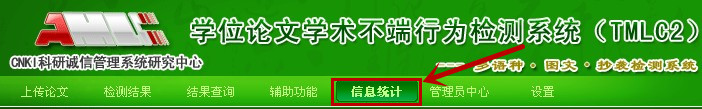 AMLC
学位论文学术不端行为检测系统（TMLC2）
CNKI科研诚信管理系统研究中心
多语种·图文·抄表检测系统
上传论文 检测结果 结果查询 辅助功能 信息统计 管理员中心 设置